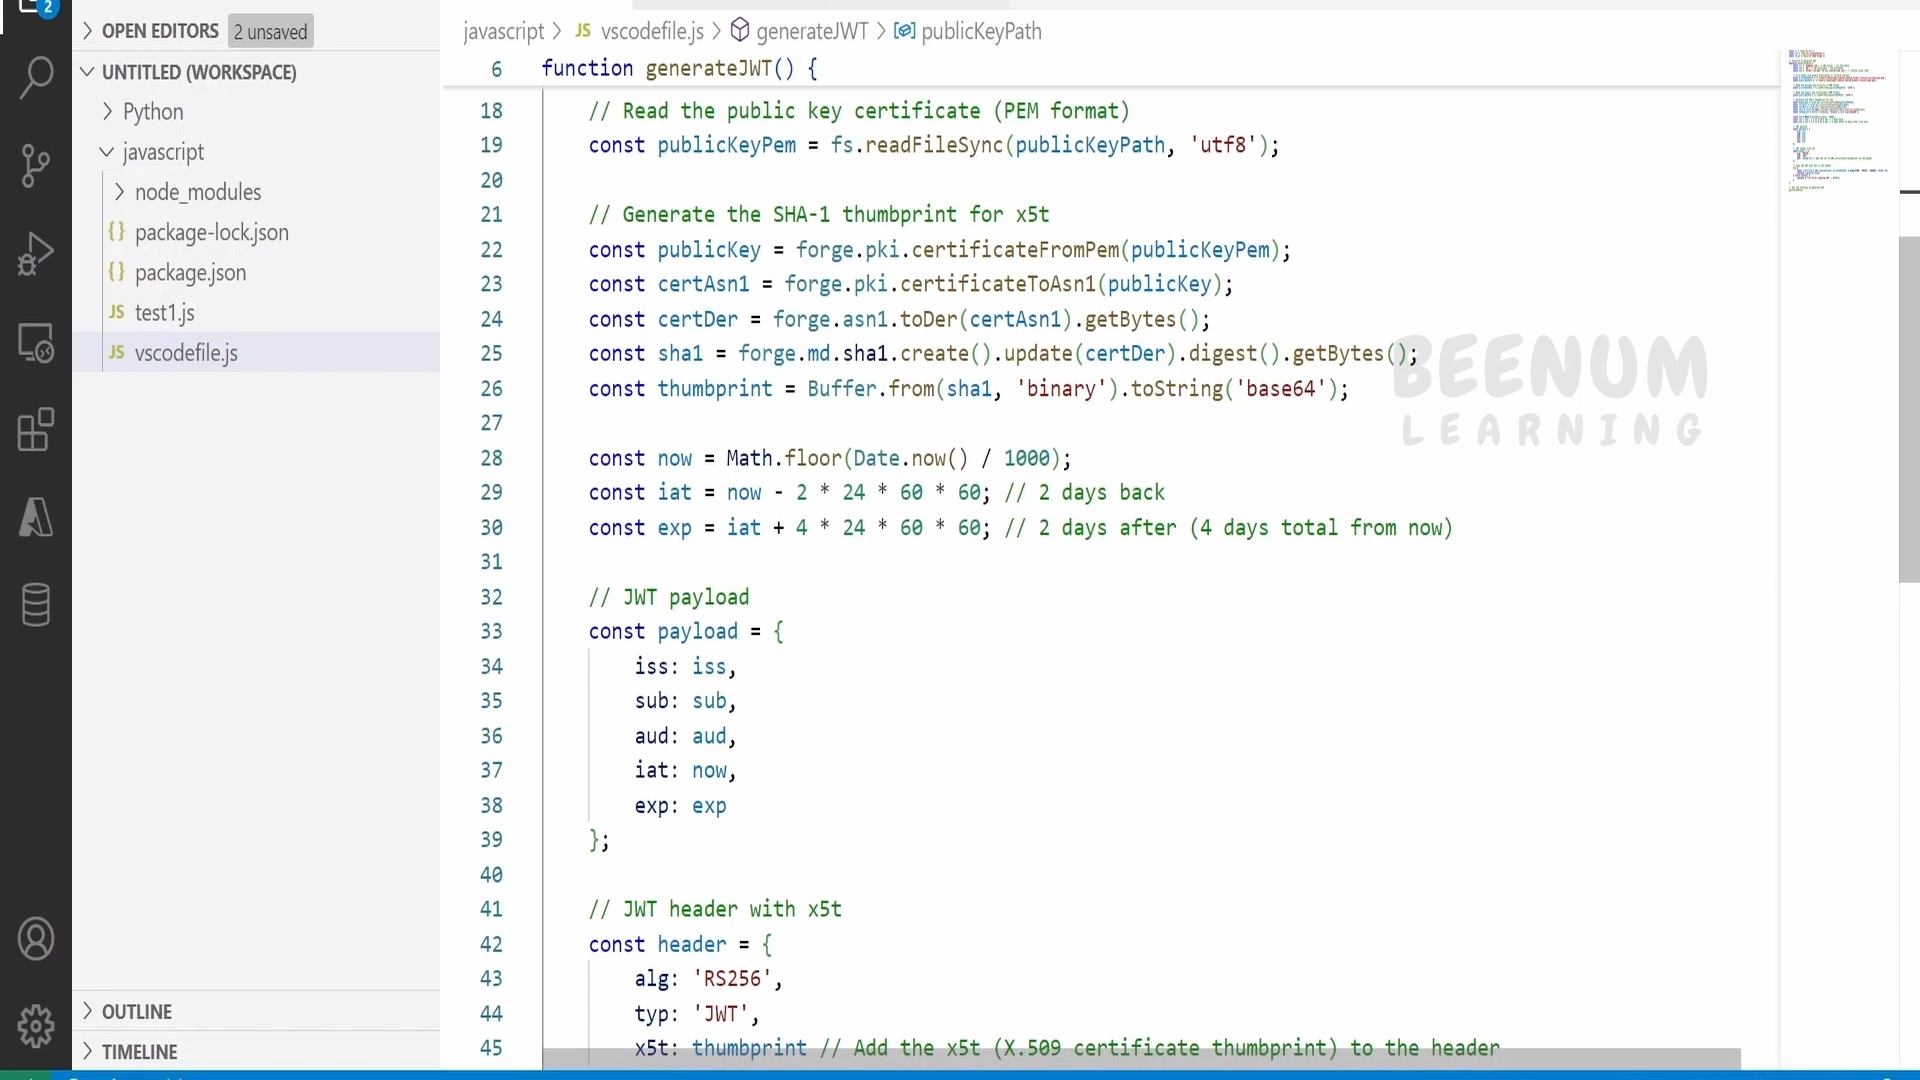 2
OPEN EDITORS 2 unsaved
UNTITLED (WORKSPACE)
Python
javascript
node_modules
{} package-lock.json
{} package.json
JS test1.js
JS vscodefile.js
OUTLINE
TIMELINE
javascript > JS vscodefile.js > generateJWT > publicKeyPath
6 function generateJWT() {
18 // Read the public key certificate (PEM format)
19 const publicKeyPem = fs.readFileSync(publicKeyPath, 'utf8');
20
21 // Generate the SHA-1 thumbprint for x5t
22 const publicKey = forge.pki.certificateFromPem(publicKeyPem);
23 const certAsn1 = forge.pki.certificateToAsn1(publicKey);
24 const certDer = forge.asn1.toDer(certAsn1).getBytes();
25 const sha1 = forge.md.sha1.create().update(certDer).digest().getBytes();
26 const thumbprint = Buffer.from(sha1, 'binary').toString('base64');
27
28 const now = Math.floor(Date.now() / 1000);
29 const iat = now - 2 * 24 * 60 * 60; // 2 days back
30 const exp = iat + 4 * 24 * 60 * 60; // 2 days after (4 days total from now)
31
32 // JWT payload
33 const payload = {
34 iss: iss,
35 sub: sub,
36 aud: aud,
37 iat: now,
38 exp: exp
39 };
40
41 // JWT header with x5t
42 const header = {
43 alg: 'RS256',
44 typ: 'JWT',
45 x5t: thumbprint // Add the x5t (X.509 certificate thumbprint) to the header
BEENUM
LEARNING